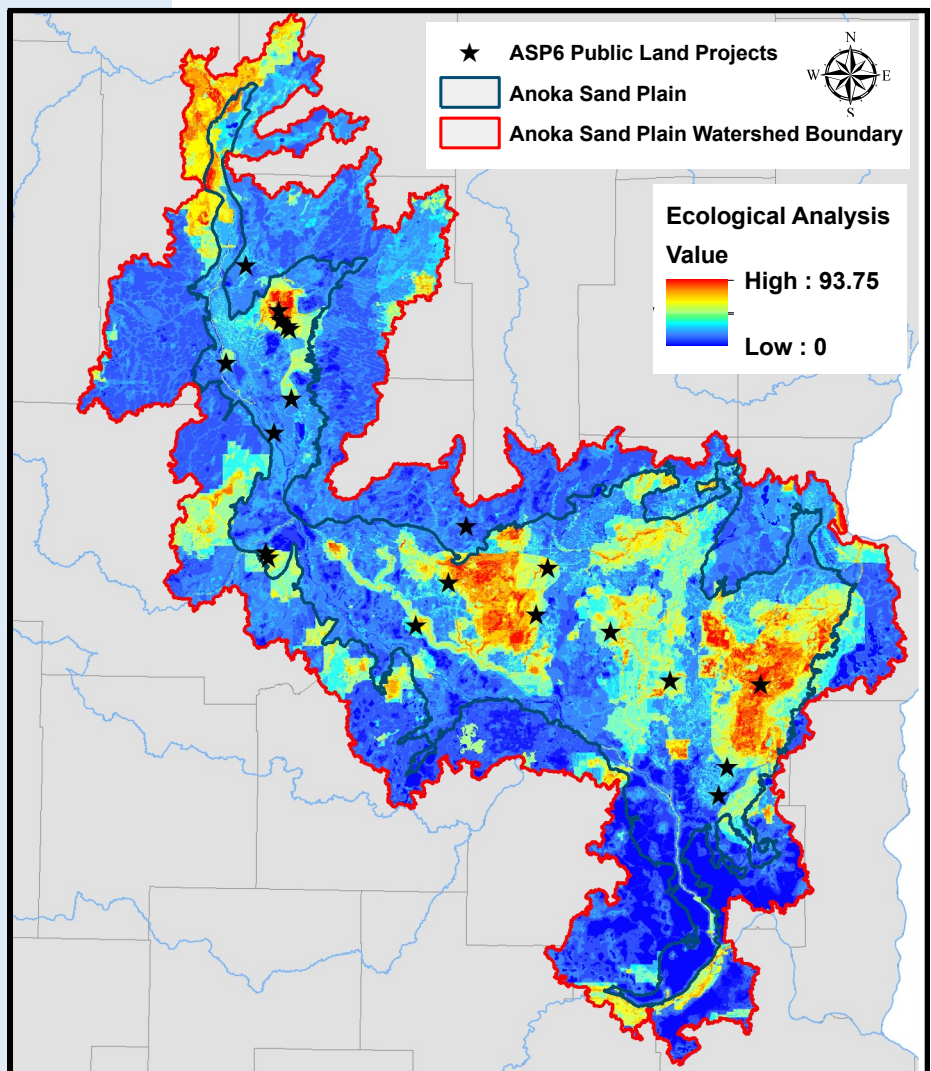 ASP6 Public Land Projects
Anoka Sand Plain
Anoka Sand Plain Watershed Boundary
N
W E
S
Ecological Analysis
Value
High : 93.75
Low : 0